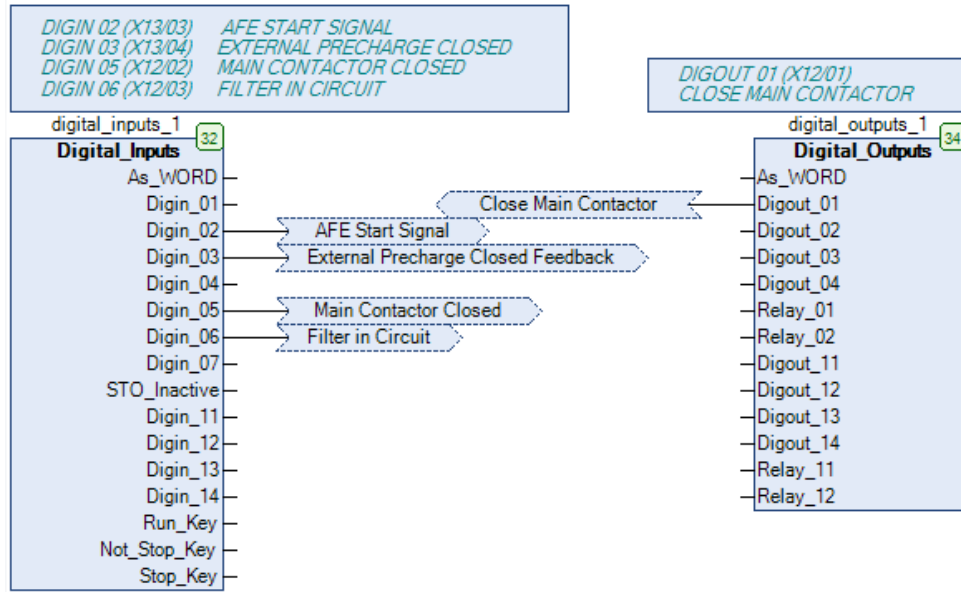 DIGIN 02 (X13/03) AFE START SIGNAL
DIGIN 03 (X13/04) EXTERNAL PRECHARGE CLOSED
DIGIN 05 (X12/02) MAIN CONTACTOR CLOSED
DIGIN 06 (X12/03) FILTER IN CIRCUIT
DIGOUT 01 (X12/01)
CLOSE MAIN CONTACTOR
digital_inputs_1
32
Digital_Inputs
As_WORD
Digin_01
Digin_02 AFE Start Signal
Digin_03 External Precharge Closed Feedback
Digin_04
Digin_05 Main Contactor Closed
Digin_06 Filter in Circuit
Digin_07
STO_Inactive
Digin_11
Digin_12
Digin_13
Digin_14
Run_Key
Not_Stop_Key
Stop_Key
digital_outputs_1
34
Digital_Outputs
As_WORD
Close Main Contactor Digout_01
Digout_02
Digout_03
Digout_04
Relay_01
Relay_02
Digout_11
Digout_12
Digout_13
Digout_14
Relay_11
Relay_12